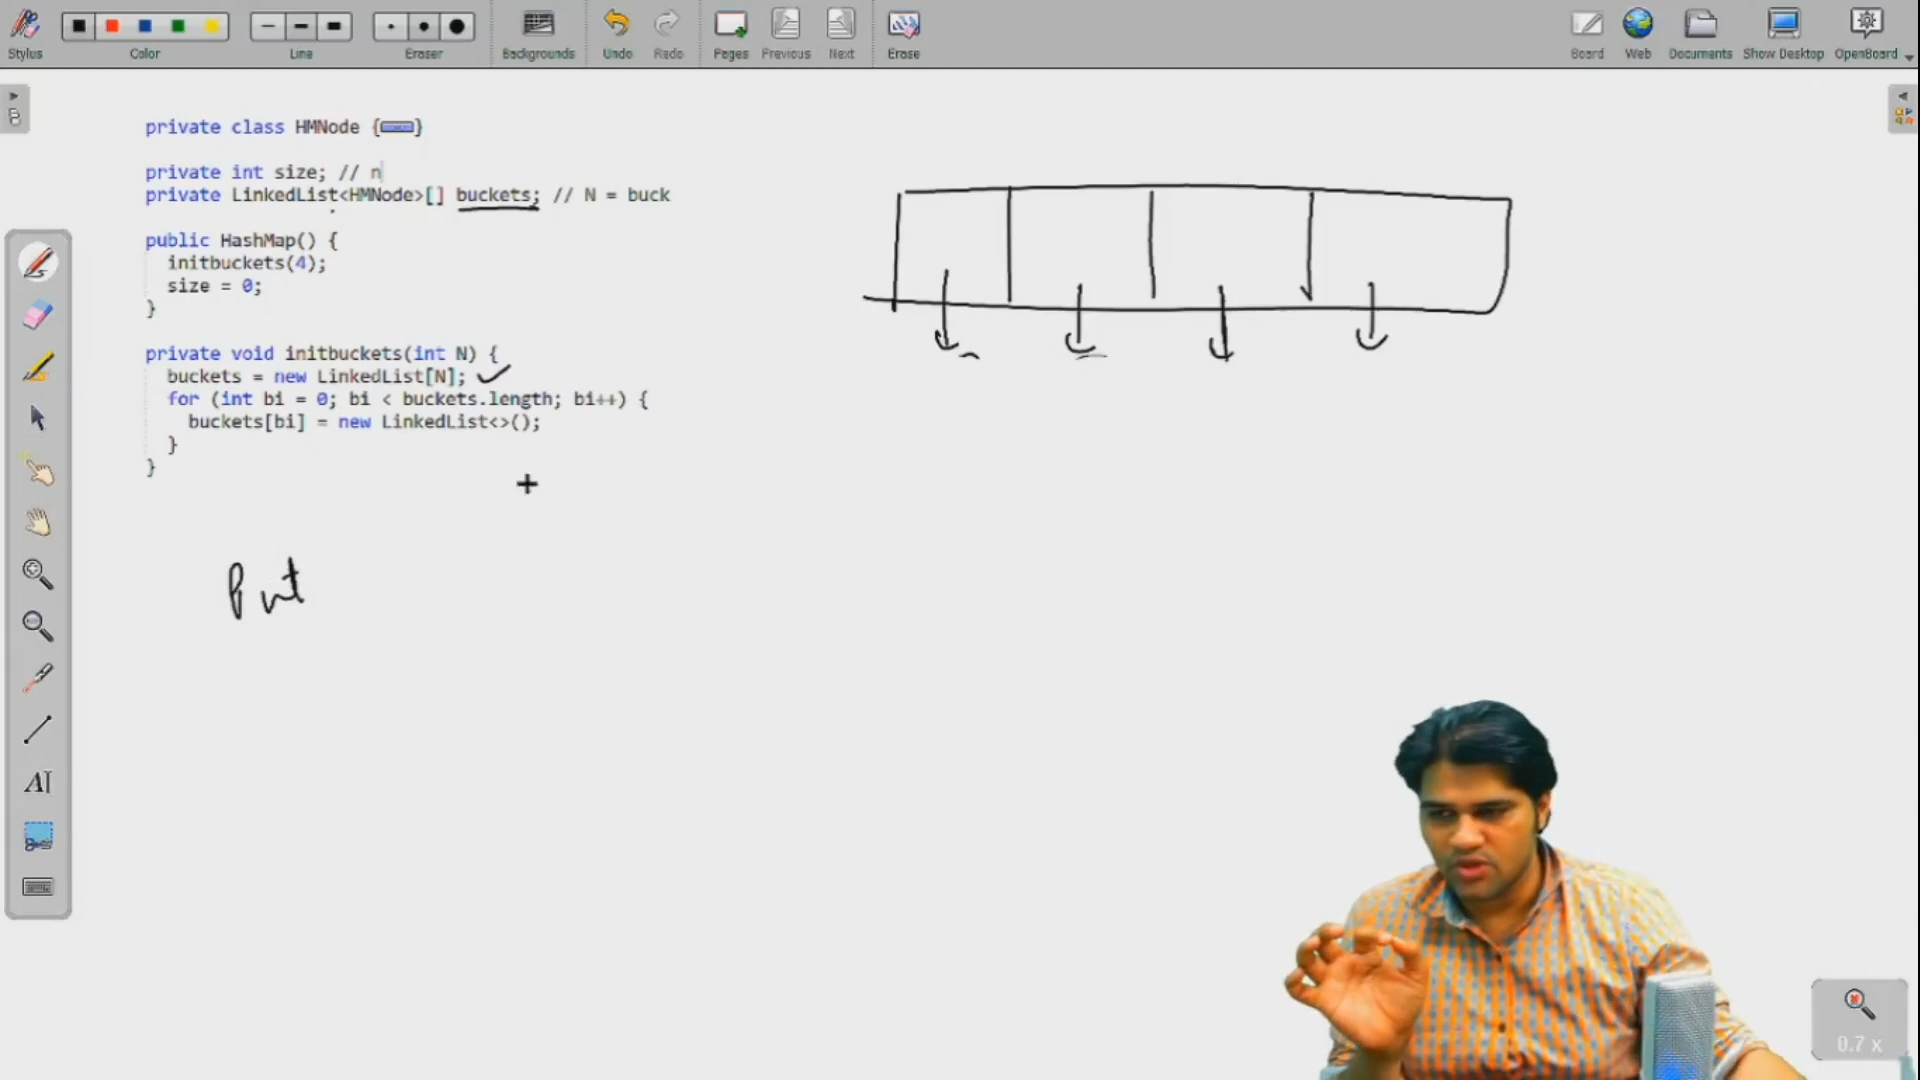 Stylus Color Line Eraser Backgrounds Undo Redo Pages Previous Next Erase Board Web Documents Show Desktop OpenBoard
B
private class HMNode {}
private int size; // n
private LinkedList<HMNode>[] buckets; // N = buck
public HashMap() {
initbuckets(4);
size = 0;
}
private void initbuckets(int N) {
buckets = new LinkedList[N];
for (int bi = 0; bi < buckets.length; bi++) {
buckets[bi] = new LinkedList<>();
}
}
Put
AI
0.7 x